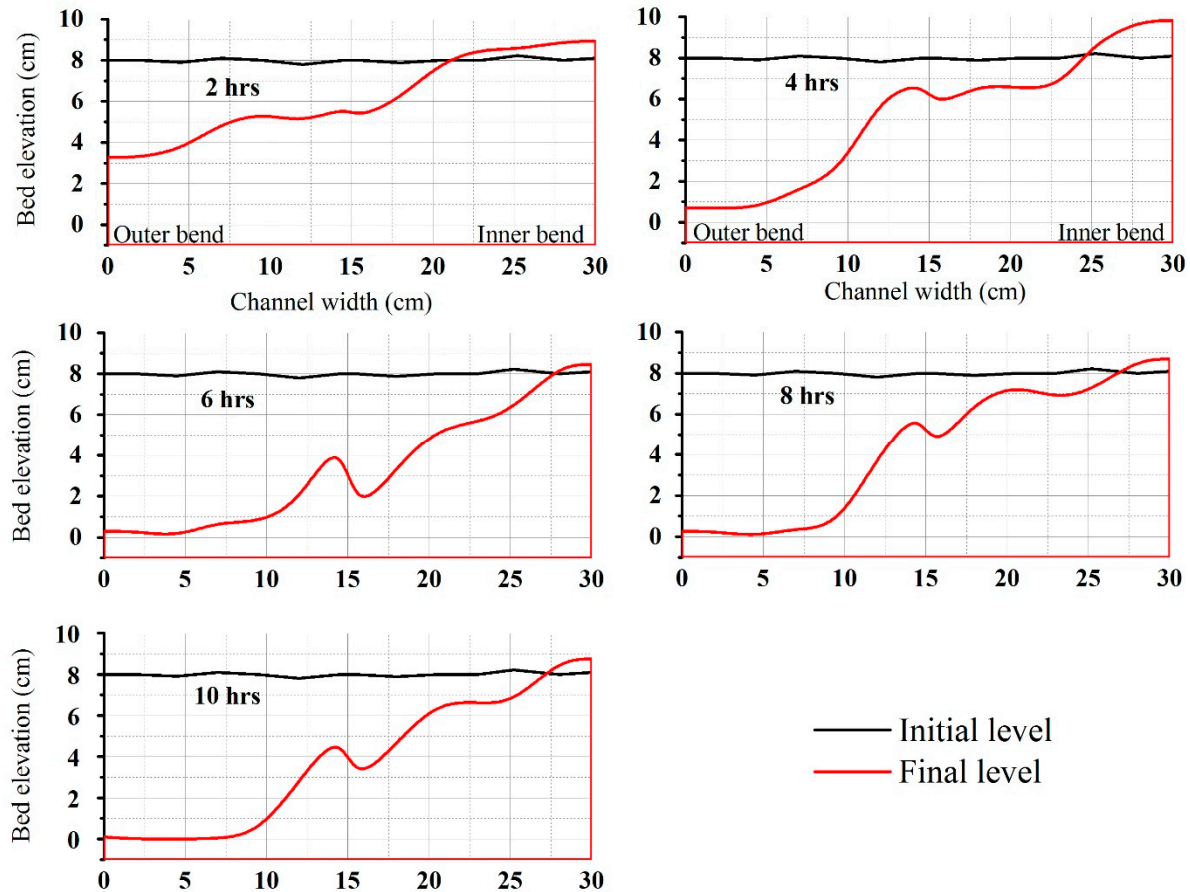 10
8
6
4
2
0
Bed elevation (cm)
2 hrs
Outer bend Inner bend
0 5 10 15 20 25 30
Channel width (cm)
10
8
6
4
2
0
4 hrs
Outer bend Inner bend
0 5 10 15 20 25 30
Channel width (cm)
10
8
6
4
2
0
Bed elevation (cm)
6 hrs
0 5 10 15 20 25 30
10
8
6
4
2
0
8 hrs
0 5 10 15 20 25 30
10
8
6
4
2
0
Bed elevation (cm)
10 hrs
0 5 10 15 20 25 30
Initial level
Final level